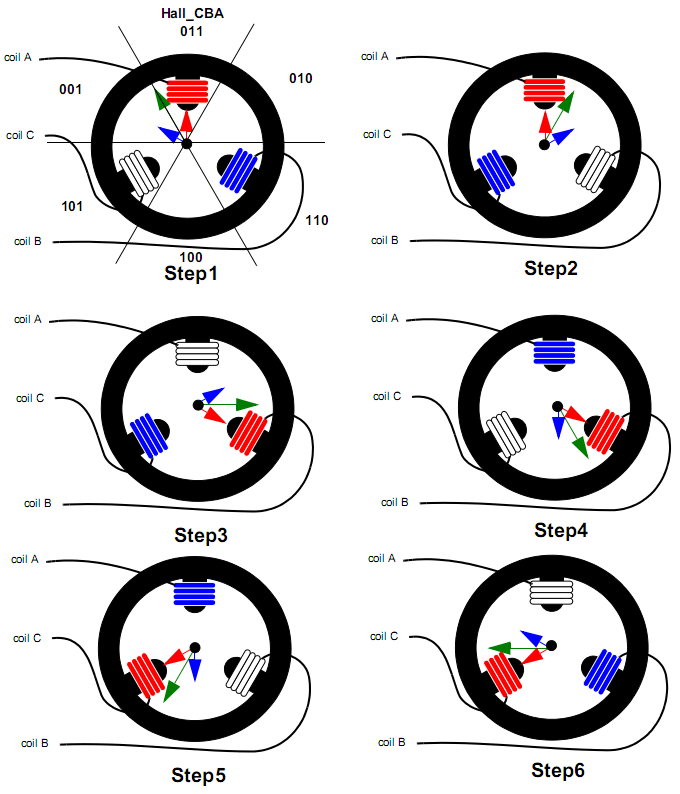 Hall_CBA
011
coil A
001
010
coil C
101
110
coil B
100
Step1
coil A
coil C
coil B
Step2
coil A
coil C
coil B
Step3
coil A
coil C
coil B
Step4
coil A
coil C
coil B
Step5
coil A
coil C
coil B
Step6